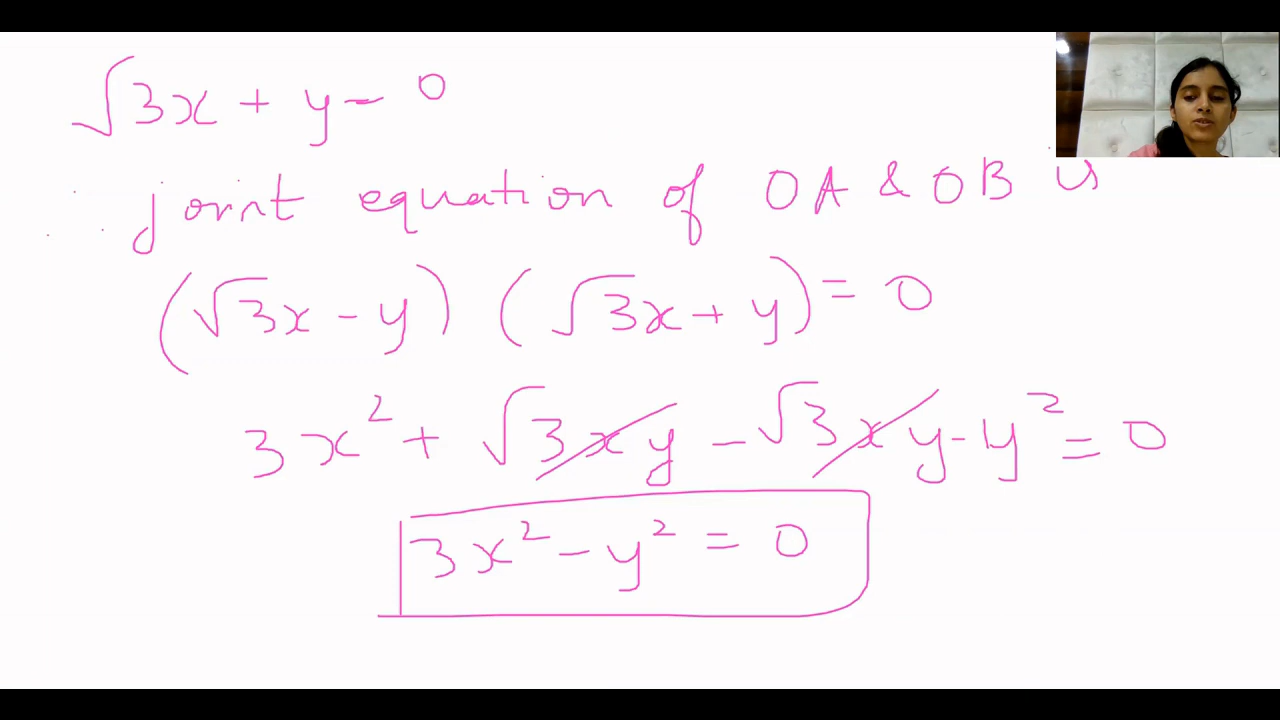 √3x + y = 0
∴ joint equation of OA & OB is
(√3x - y) (√3x + y) = 0
3x² + √3xy - √3xy - y² = 0
3x² - y² = 0